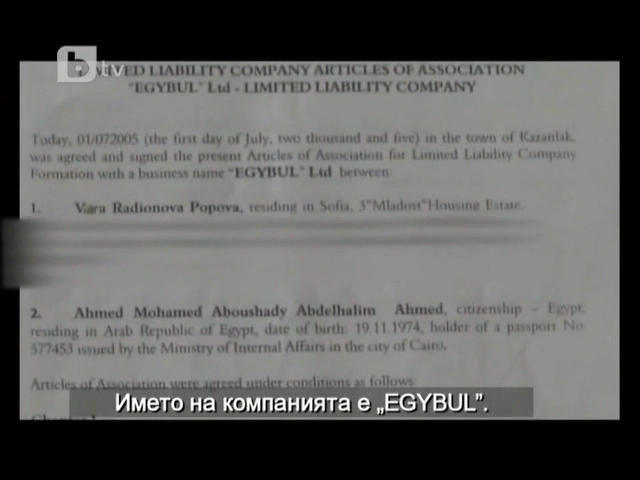 btv
LIMITED LIABILITY COMPANY ARTICLES OF ASSOCIATION
"EGYBUL" Ltd - LIMITED LIABILITY COMPANY
Today, 01/072005 (the first day of July, two thousand and five) in the town of Kazanlak,
was agreed and signed the present Articles of Association for Limited Liability Company
Formation with a business name "EGYBUL" Ltd between:
1. Viara Radionova Popova, residing in Sofia, 3"Mladost"Housing Estate.
2. Ahmed Mohamed Aboushady Abdelhalim Ahmed, citizenship – Egypt;
residing in Arab Republic of Egypt, date of birth: 19.11.1974, holder of a passport No
577453 issued by the Ministry of Internal Affairs in the city of Cairo.
Articles of Association were agreed under conditions as follows
Името на компанията е „EGYBUL”.